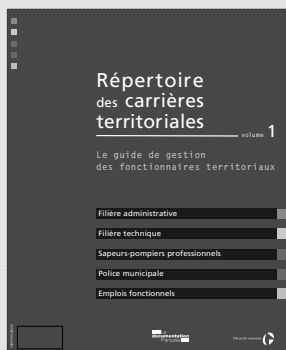 Répertoire
des carrières
territoriales
volume 1
Le guide de gestion
des fonctionnaires territoriaux
Filière administrative
Filière technique
Sapeurs-pompiers professionnels
Police municipale
Emplois fonctionnels
La
documentation
Française